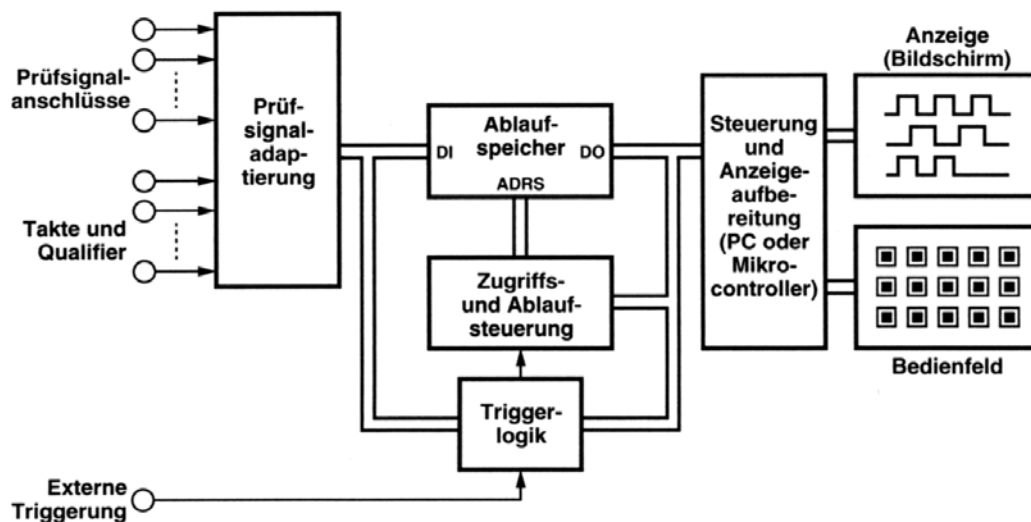 Prüfsignal-
anschlüsse
Takte und
Qualifier
Externe
Triggerung
Prüf-
signal-
adap-
tierung
Ablauf-
speicher
DI
DO
ADRS
Zugriffs-
und Ablauf-
steuerung
Trigger-
logik
Steuerung
und
Anzeige-
aufbe-
reitung
(PC oder
Mikro-
controller)
Anzeige
(Bildschirm)
Bedienfeld